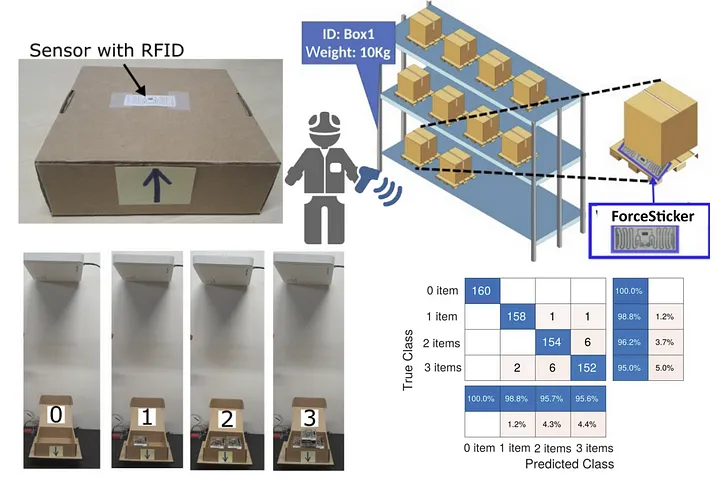 Sensor with RFID
ID: Box1
Weight: 10Kg
ForceSticker
0
1
2
3
True Class
0 item 160 100.0%
1 item 158 1 1 98.8% 1.2%
2 items 154 6 96.2% 3.7%
3 items 2 6 152 95.0% 5.0%
100.0% 98.8% 95.7% 95.6%
1.2% 4.3% 4.4%
0 item 1 item 2 items 3 items
Predicted Class